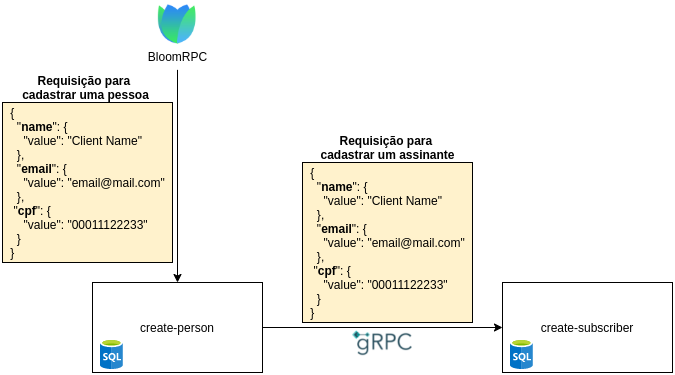 BloomRPC
Requisição para
cadastrar uma pessoa
{
"name": {
"value": "Client Name"
},
"email": {
"value": "email@mail.com"
},
"cpf": {
"value": "00011122233"
}
}
Requisição para
cadastrar um assinante
{
"name": {
"value": "Client Name"
},
"email": {
"value": "email@mail.com"
},
"cpf": {
"value": "00011122233"
}
}
create-person
SQL
gRPC
create-subscriber
SQL